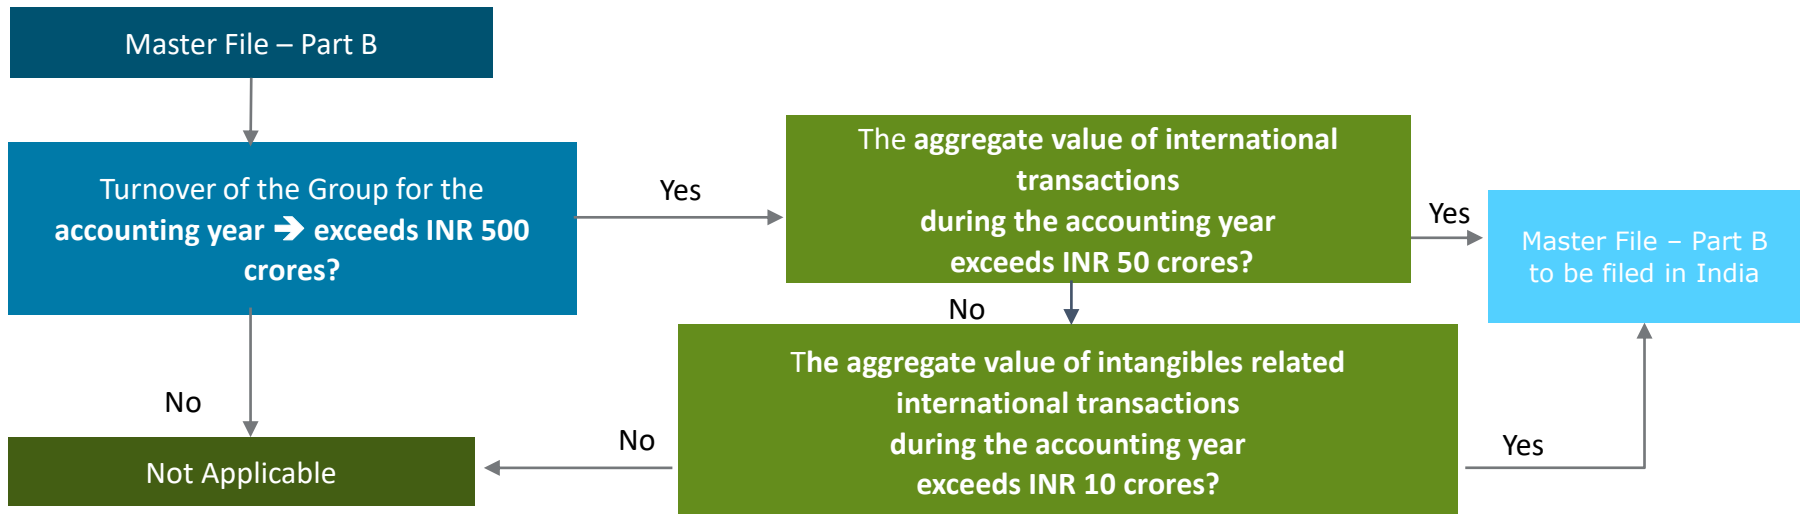 Master File – Part B
Turnover of the Group for the
accounting year ➔ exceeds INR 500
crores?
Yes
The aggregate value of international
transactions
during the accounting year
exceeds INR 50 crores?
Yes
Master File – Part B
to be filed in India
No
The aggregate value of intangibles related
international transactions
during the accounting year
exceeds INR 10 crores?
Yes
No
No
Not Applicable